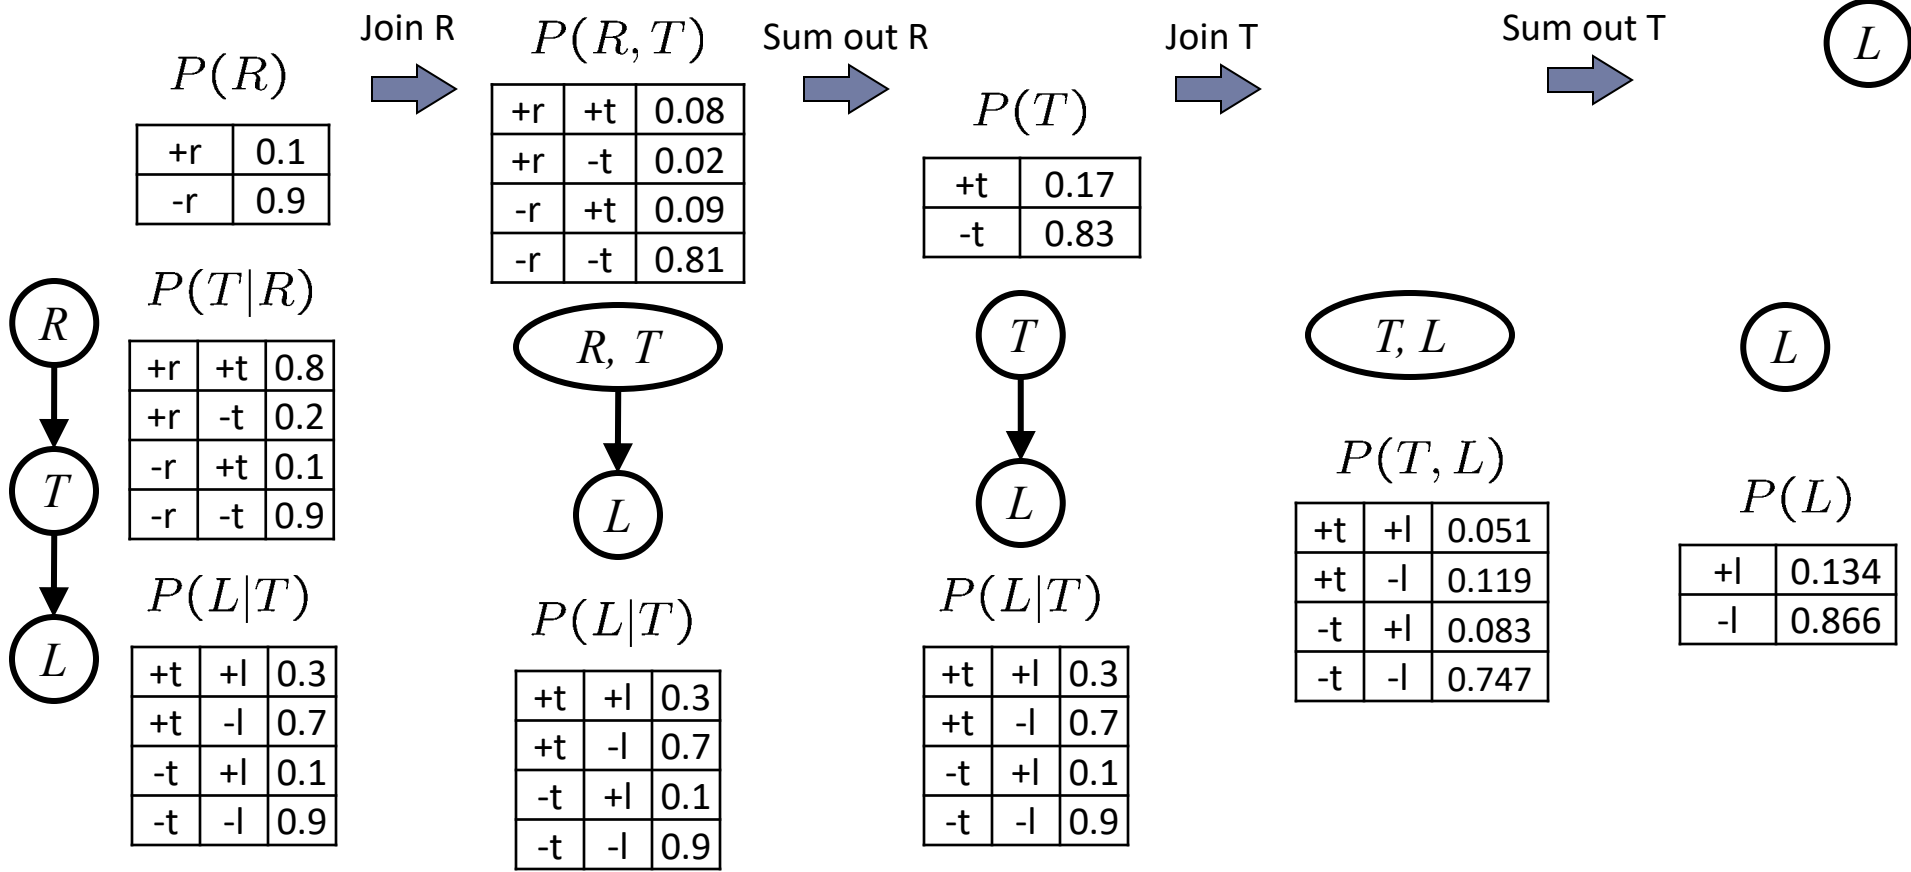 Join R
Sum out R
Join T
Sum out T
L
P(R)
+r 0.1
-r 0.9
R
T
L
P(T|R)
+r +t 0.8
+r -t 0.2
-r +t 0.1
-r -t 0.9
P(L|T)
+t +l 0.3
+t -l 0.7
-t +l 0.1
-t -l 0.9
P(R, T)
+r +t 0.08
+r -t 0.02
-r +t 0.09
-r -t 0.81
R, T
L
P(L|T)
+t +l 0.3
+t -l 0.7
-t +l 0.1
-t -l 0.9
P(T)
+t 0.17
-t 0.83
T
L
P(L|T)
+t +l 0.3
+t -l 0.7
-t +l 0.1
-t -l 0.9
T, L
P(T, L)
+t +l 0.051
+t -l 0.119
-t +l 0.083
-t -l 0.747
L
P(L)
+l 0.134
-l 0.866